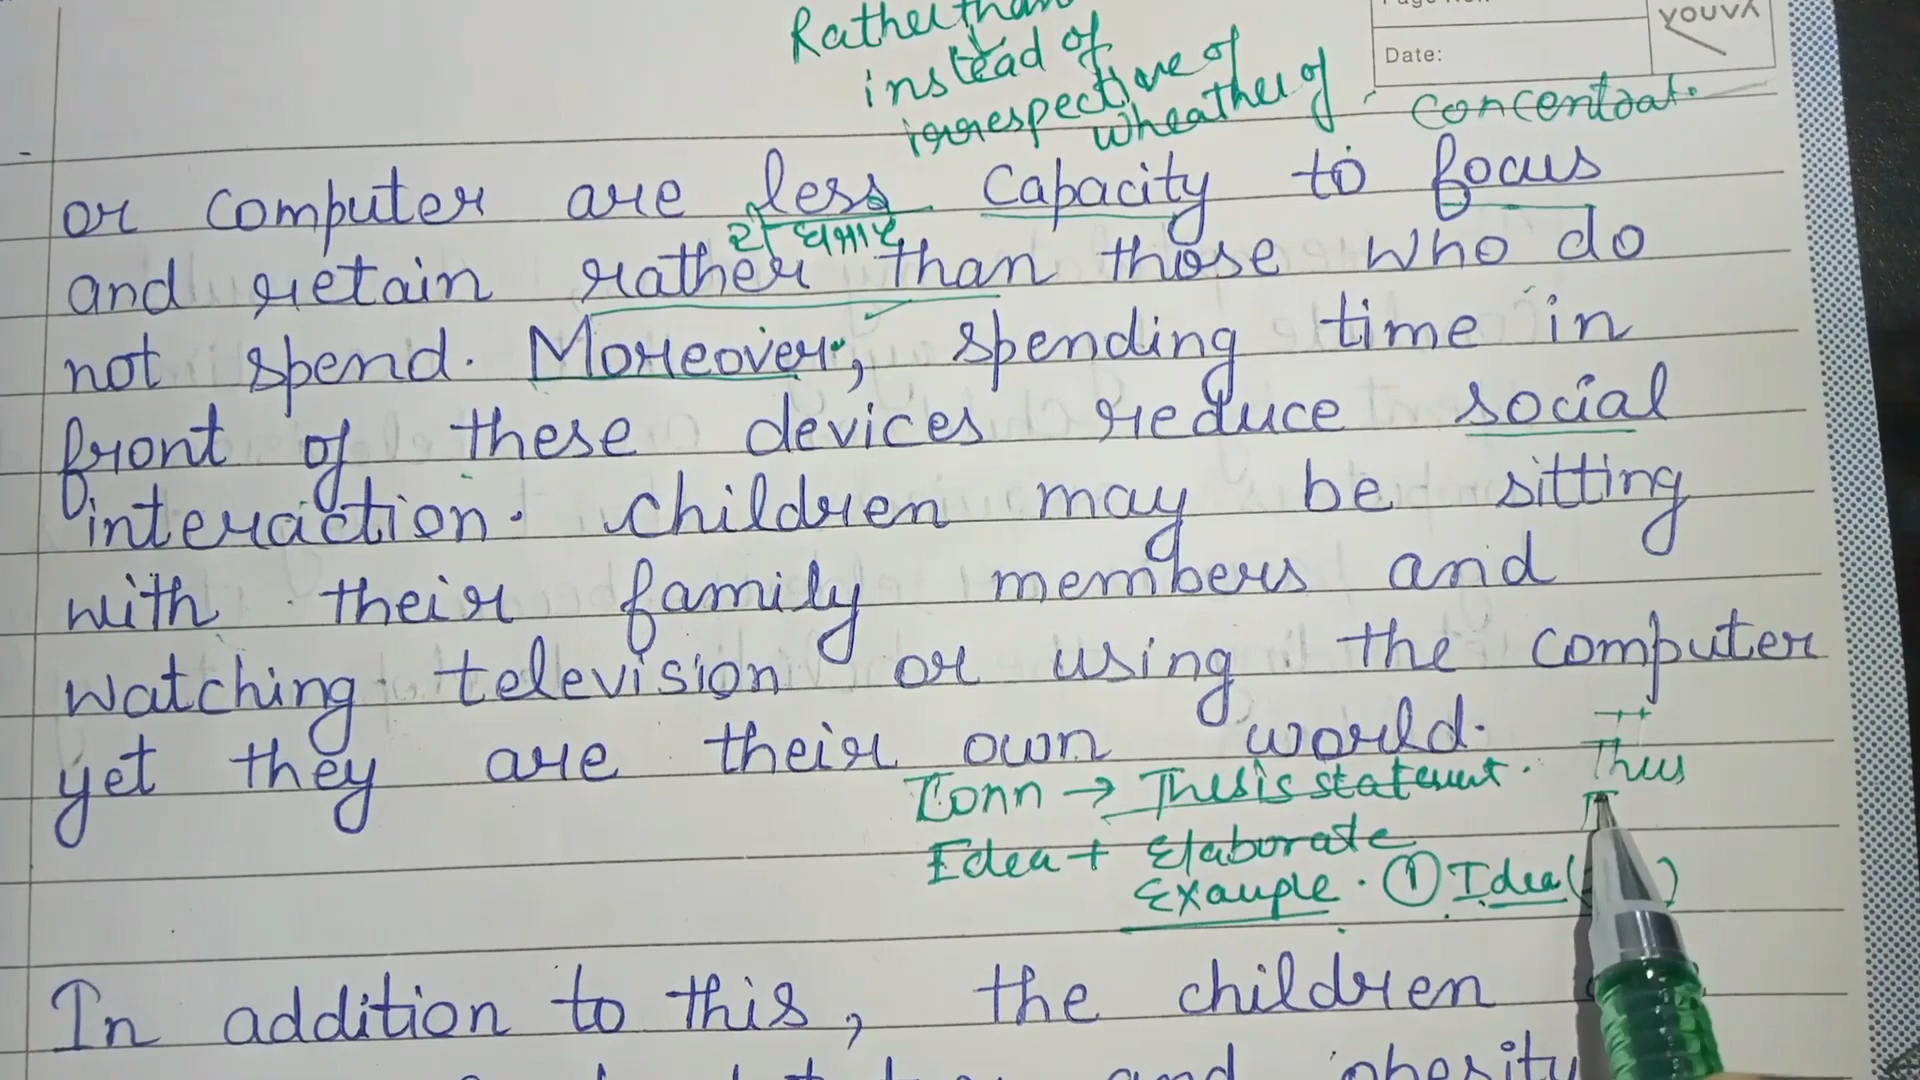 Rather than
instead of
irrespective of
wheather of
Date:
YOUVA
concentrat.
or computer are less capacity to focus
and retain rather than those who do
not spend. Moreover, spending time in
front of these devices reduce social
interaction. children may be sitting
with their family members and
watching television or using the computer
yet they are their own world.
Conn → Thesis statement. Thus
Idea + Elaborate
Example. ① Idea ( )
In addition to this, the children
and obesity